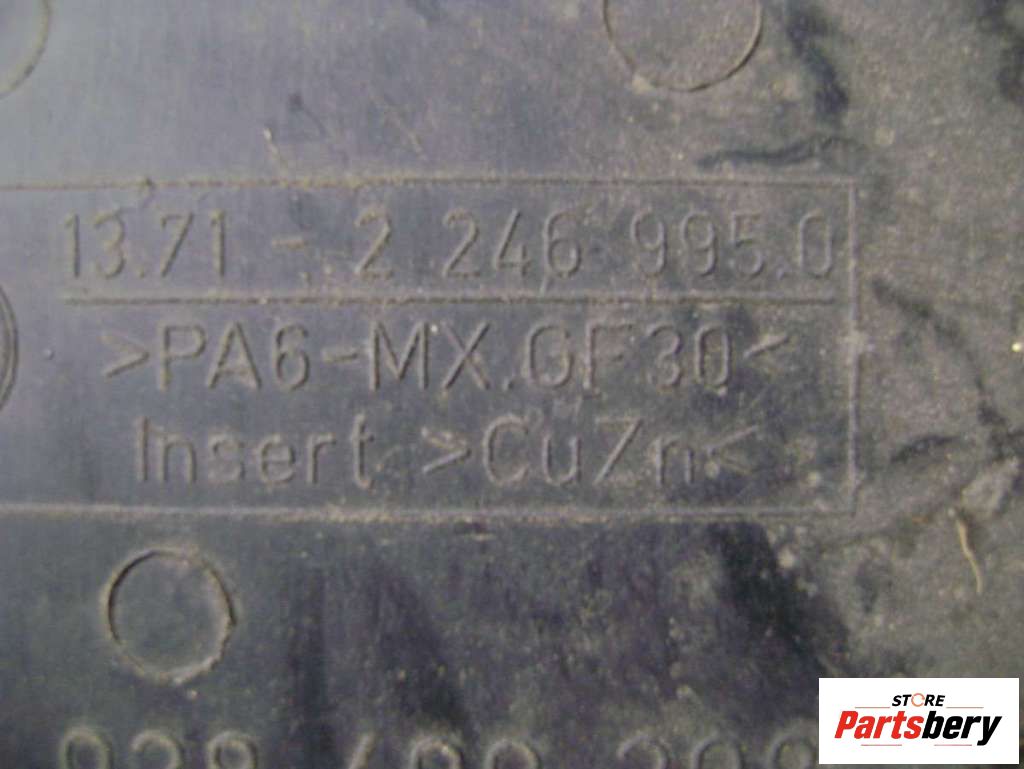 13.71 - 2 246 995.0
>PA6-MX.GF30<
Insert >CuZn<
STORE
Partsbery